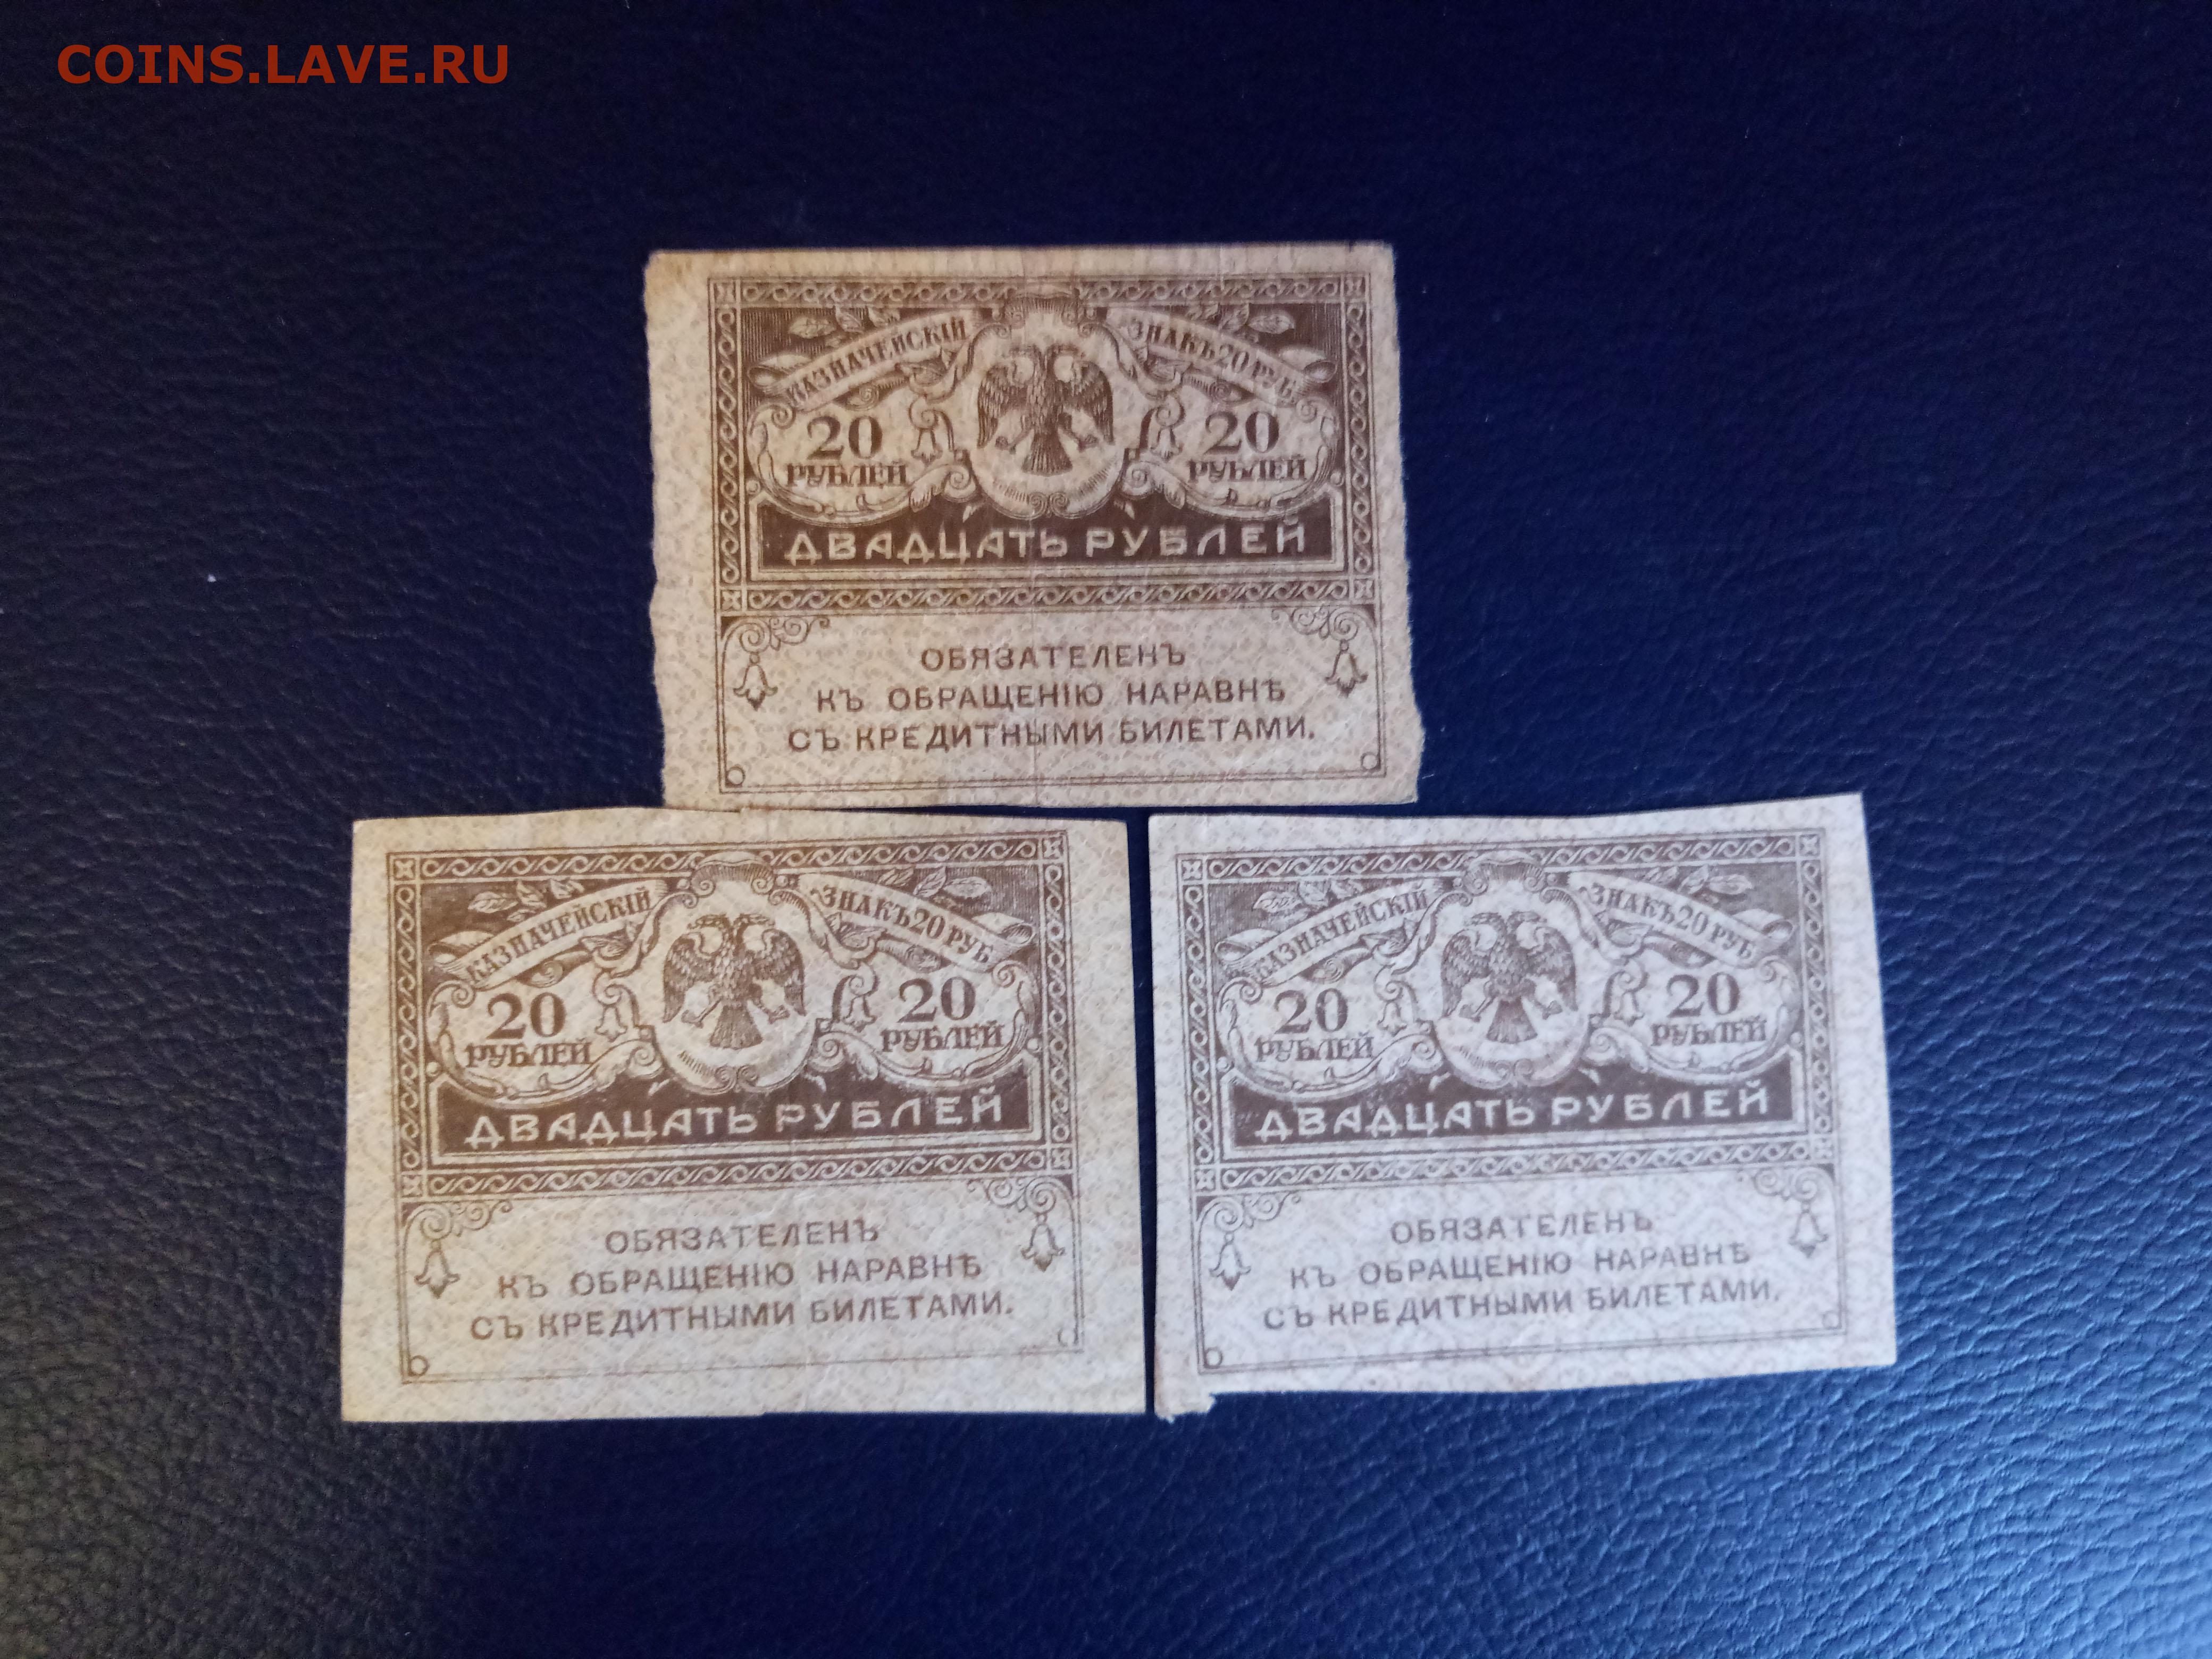 COINS.LAVE.RU
КАЗНАЧЕЙСКІЙ ЗНАКЪ 20 РУБ
20 20
РУБЛЕЙ РУБЛЕЙ
ДВАДЦАТЬ РУБЛЕЙ
ОБЯЗАТЕЛЕНЪ
КЪ ОБРАЩЕНІЮ НАРАВНѢ
СЪ КРЕДИТНЫМИ БИЛЕТАМИ.
КАЗНАЧЕЙСКІЙ ЗНАКЪ 20 РУБ
20 20
РУБЛЕЙ РУБЛЕЙ
ДВАДЦАТЬ РУБЛЕЙ
ОБЯЗАТЕЛЕНЪ
КЪ ОБРАЩЕНІЮ НАРАВНѢ
СЪ КРЕДИТНЫМИ БИЛЕТАМИ.
КАЗНАЧЕЙСКІЙ ЗНАКЪ 20 РУБ
20 20
РУБЛЕЙ РУБЛЕЙ
ДВАДЦАТЬ РУБЛЕЙ
ОБЯЗАТЕЛЕНЪ
КЪ ОБРАЩЕНІЮ НАРАВНѢ
СЪ КРЕДИТНЫМИ БИЛЕТАМИ.